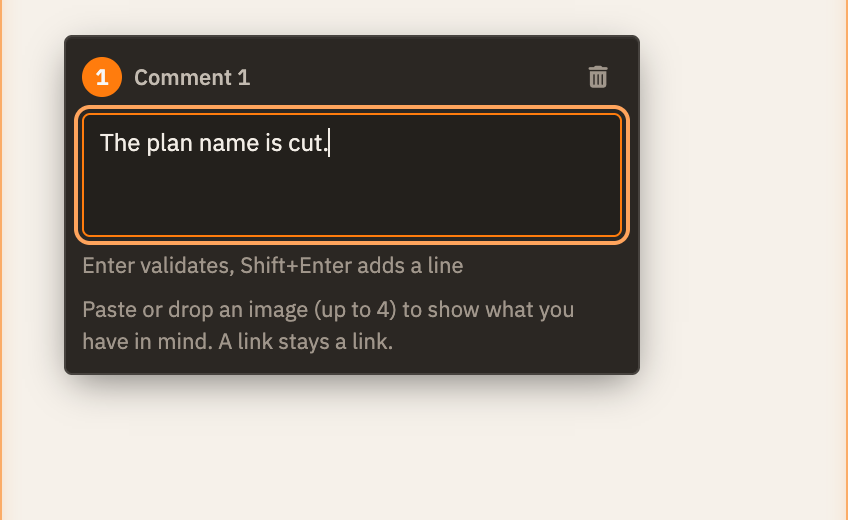 1 Comment 1
The plan name is cut.
Enter validates, Shift+Enter adds a line
Paste or drop an image (up to 4) to show what you
have in mind. A link stays a link.